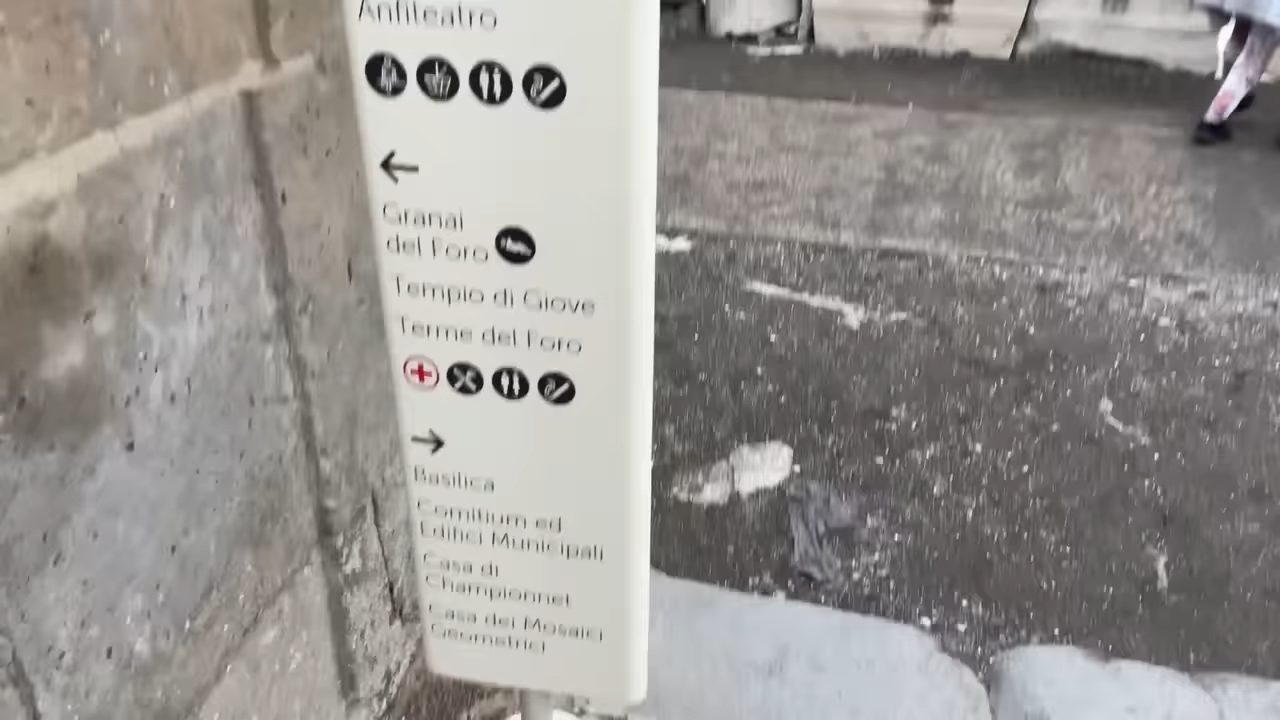 Anfiteatro
Granai
del Foro
Tempio di Giove
Terme del Foro
Basilica
Comitium ed
Edifici Municipali
Casa di
Championnet
Casa dei Mosaici
Geometrici